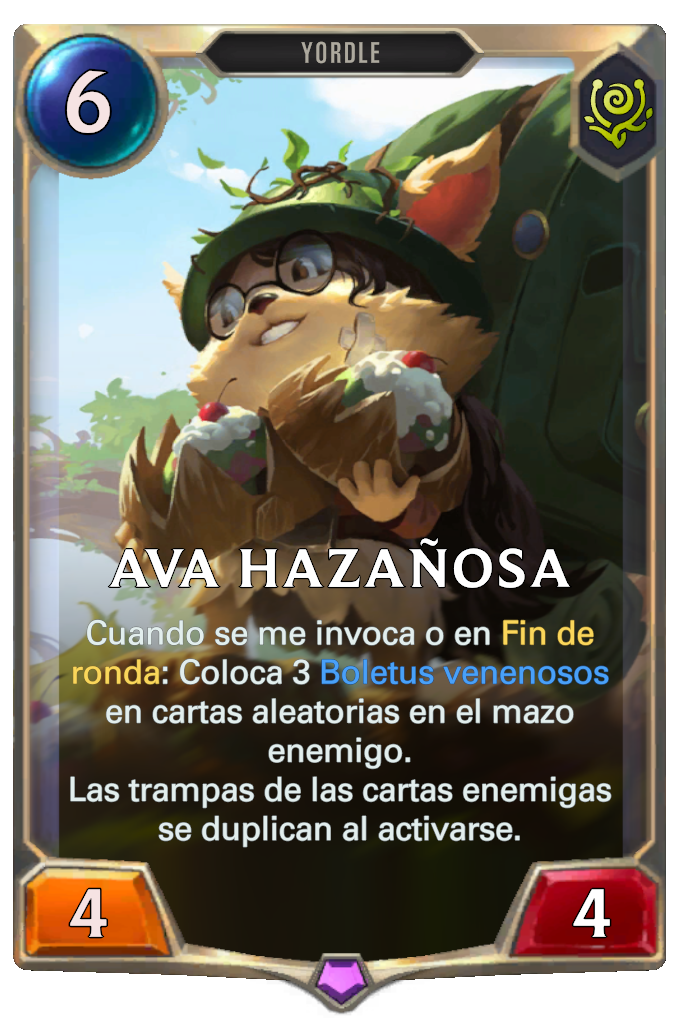 YORDLE
6
AVA HAZAÑOSA
Cuando se me invoca o en Fin de
ronda: Coloca 3 Boletus venenosos
en cartas aleatorias en el mazo
enemigo.
Las trampas de las cartas enemigas
se duplican al activarse.
4
4